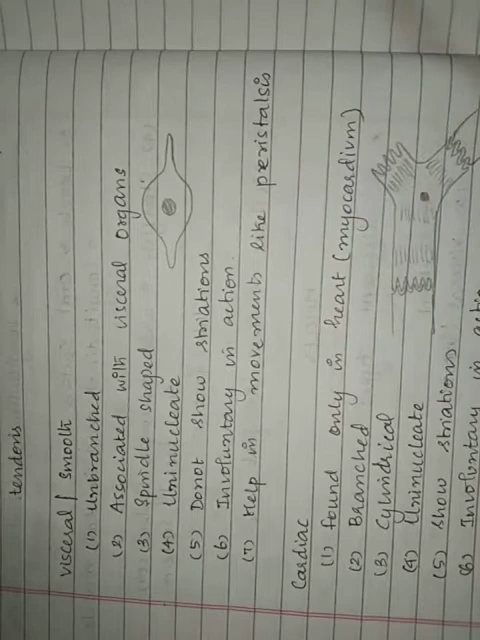 tendons
Visceral / smooth
(1) Unbranched
(2) Associated with visceral organs
(3) Spindle shaped
(4) Uninucleate
(5) Donot show striations
(6) Involuntary in action.
(7) Help in movements like peristalsis
Cardiac
(1) Found only in heart (myocardium)
(2) Branched
(3) Cylindrical
(4) Uninucleate
(5) Show striations.
(6) Involuntary in actio